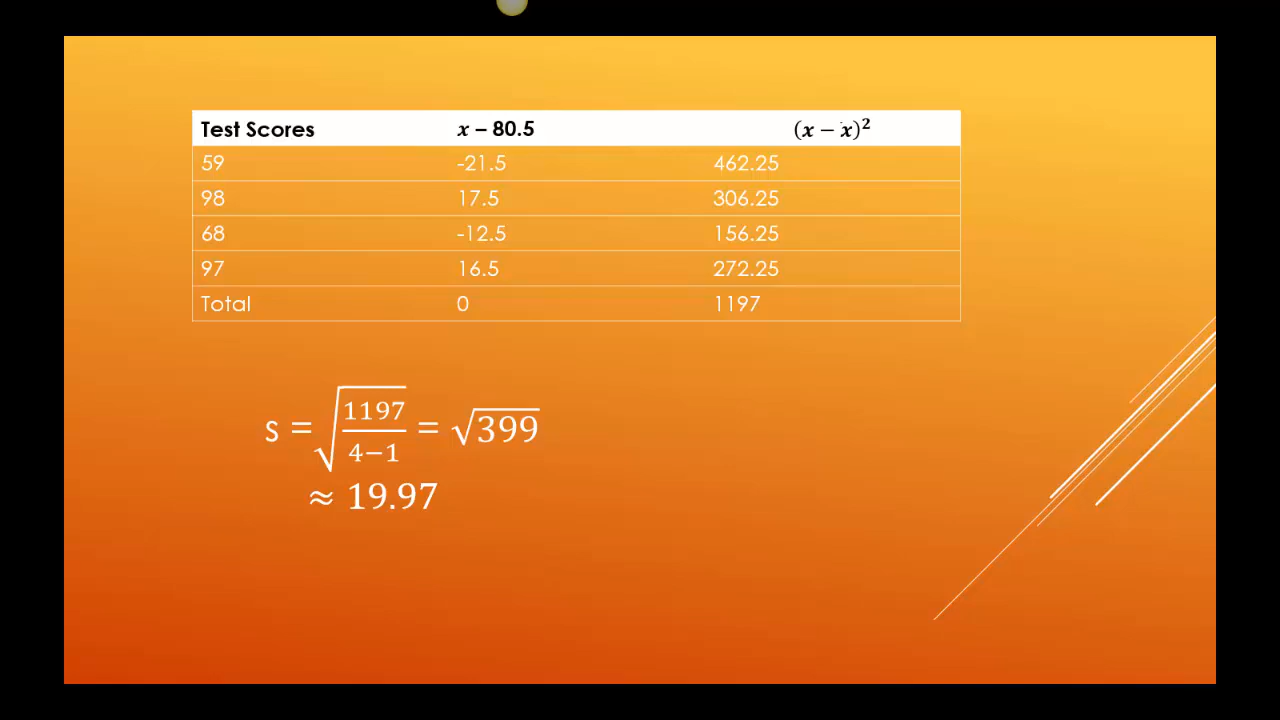 Test Scores x – 80.5 (x − ẋ)²
59 -21.5 462.25
98 17.5 306.25
68 -12.5 156.25
97 16.5 272.25
Total 0 1197
s = √(1197/(4−1)) = √399
≈ 19.97